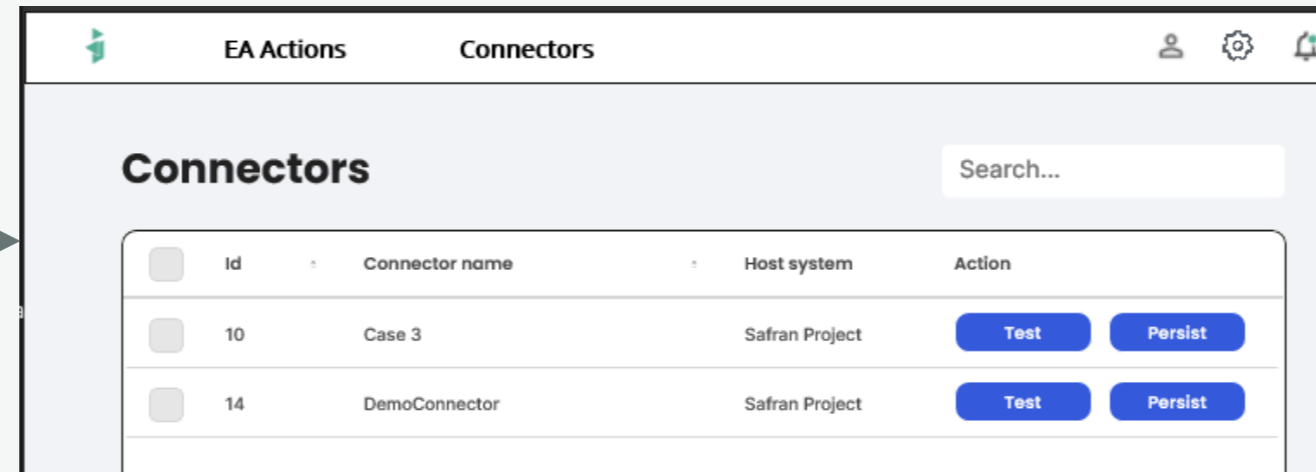 EA Actions Connectors
Connectors
Search...
Id Connector name Host system Action
10 Case 3 Safran Project Test Persist
14 DemoConnector Safran Project Test Persist